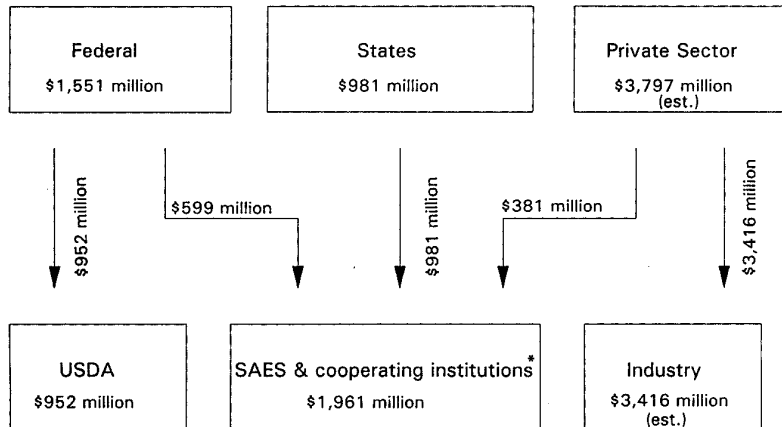 Federal
$1,551 million
States
$981 million
Private Sector
$3,797 million
(est.)
$952 million
$599 million
$981 million
$381 million
$3,416 million
USDA
$952 million
SAES & cooperating institutions*
$1,961 million
Industry
$3,416 million
(est.)